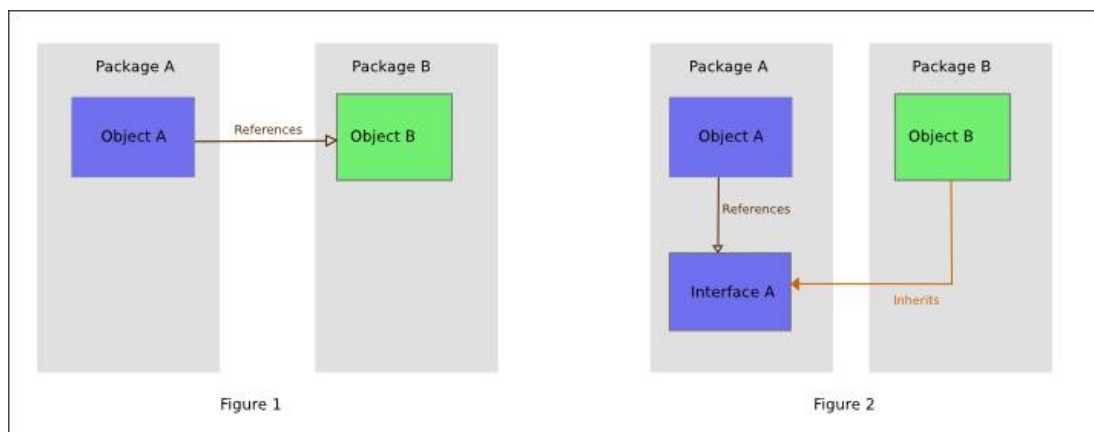 Package A
Object A
References
Package B
Object B
Figure 1
Package A
Object A
References
Interface A
Package B
Object B
Inherits
Figure 2